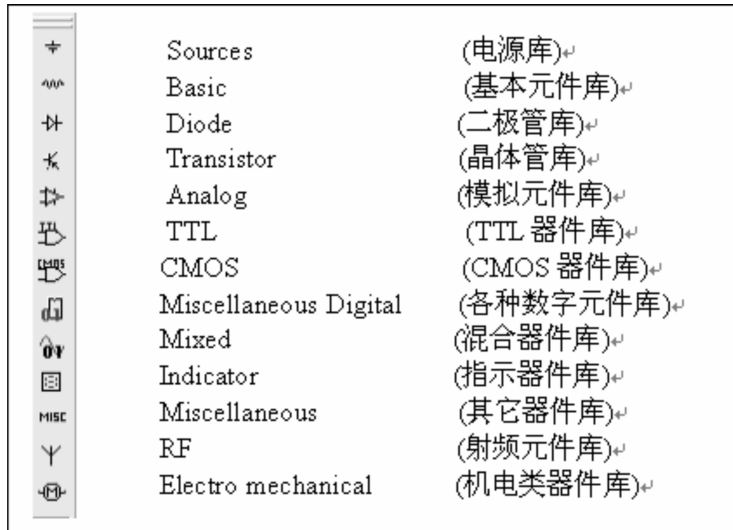 Sources (电源库)↵
Basic (基本元件库)↵
Diode (二极管库)↵
Transistor (晶体管库)↵
Analog (模拟元件库)↵
TTL TTL (TTL 器件库)↵
CMOS CMOS (CMOS 器件库)↵
Miscellaneous Digital (各种数字元件库)↵
Mixed (混合器件库)↵
Indicator (指示器件库)↵
MISC Miscellaneous (其它器件库)↵
RF (射频元件库)↵
M Electro mechanical (机电类器件库)↵